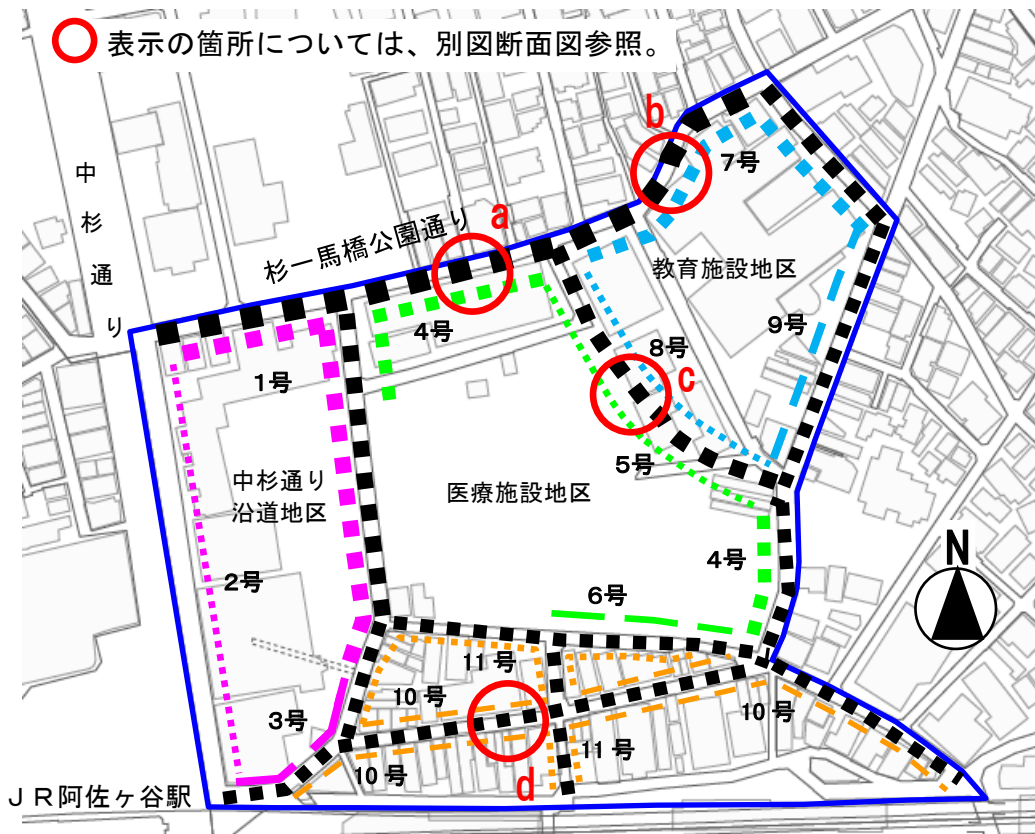 表示の箇所については、別図断面図参照。
b
7号
中杉通り
a
杉一馬橋公園通り
教育施設地区
4号
9号
8号
1号
c
5号
中杉通り
沿道地区
医療施設地区
N
4号
2号
6号
11号
10号
3号
10号
11号
10号
d
JR阿佐ヶ谷駅